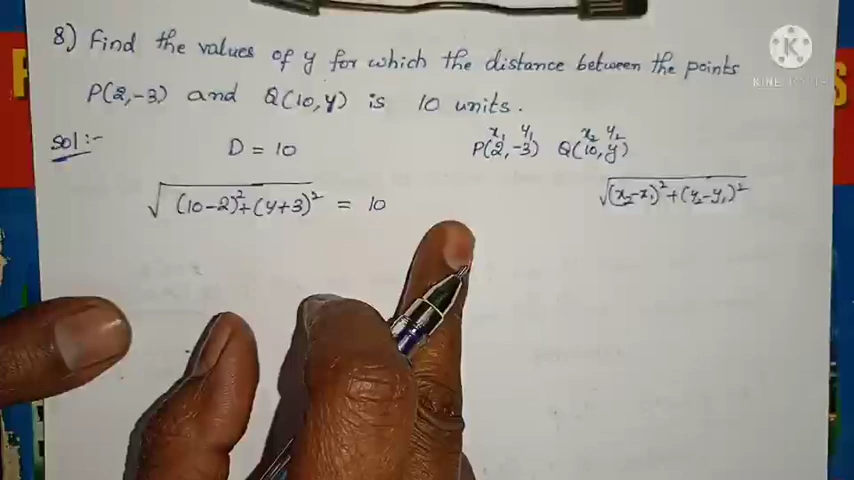 8) Find the values of y for which the distance between the points
P(2,-3) and Q(10,y) is 10 units.
Sol:-
D = 10
x₁ y₁ x₂ y₂
P(2,-3) Q(10,y)
√(10-2)²+(y+3)² = 10
√(x₂-x₁)²+(y₂-y₁)²
K